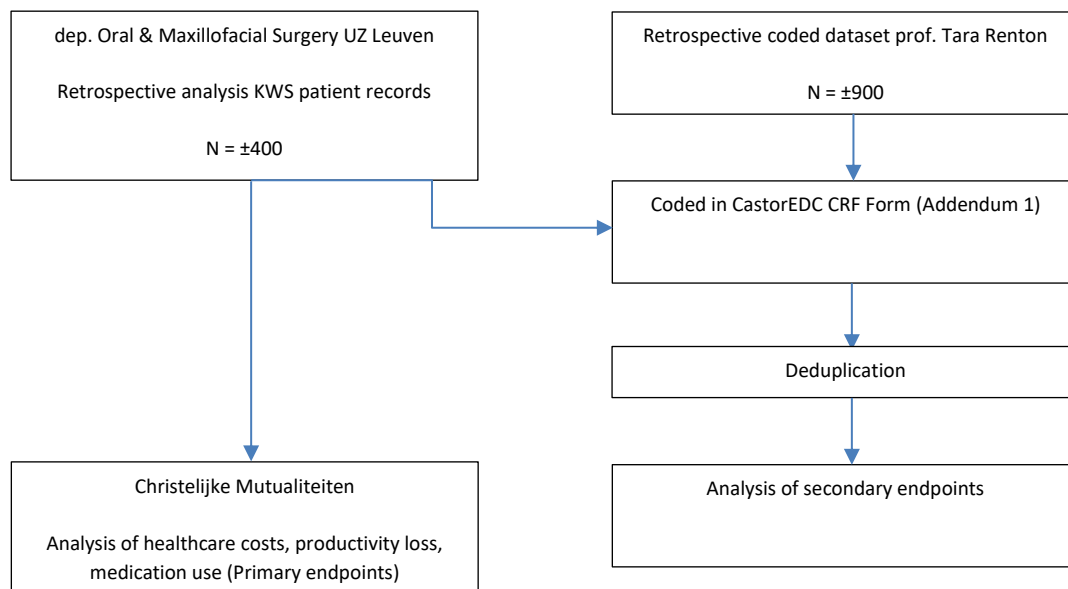 dep. Oral & Maxillofacial Surgery UZ Leuven
Retrospective analysis KWS patient records
N = ±400
Retrospective coded dataset prof. Tara Renton
N = ±900
Coded in CastorEDC CRF Form (Addendum 1)
Deduplication
Christelijke Mutualiteiten
Analysis of healthcare costs, productivity loss,
medication use (Primary endpoints)
Analysis of secondary endpoints